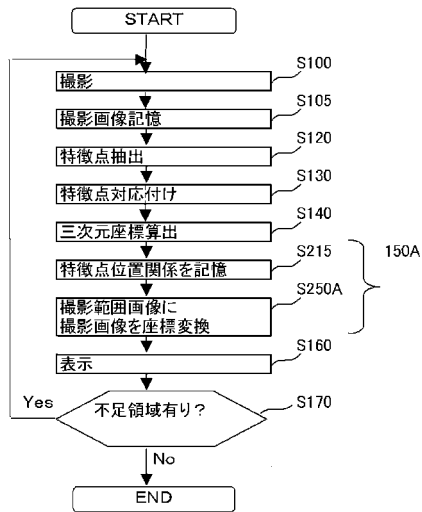 START
撮影
S100
撮影画像記憶
S105
特徴点抽出
S120
特徴点対応付け
S130
三次元座標算出
S140
特徴点位置関係を記憶
S215
150A
撮影範囲画像に
撮影画像を座標変換
S250A
表示
S160
不足領域有り？
S170
Yes
No
END